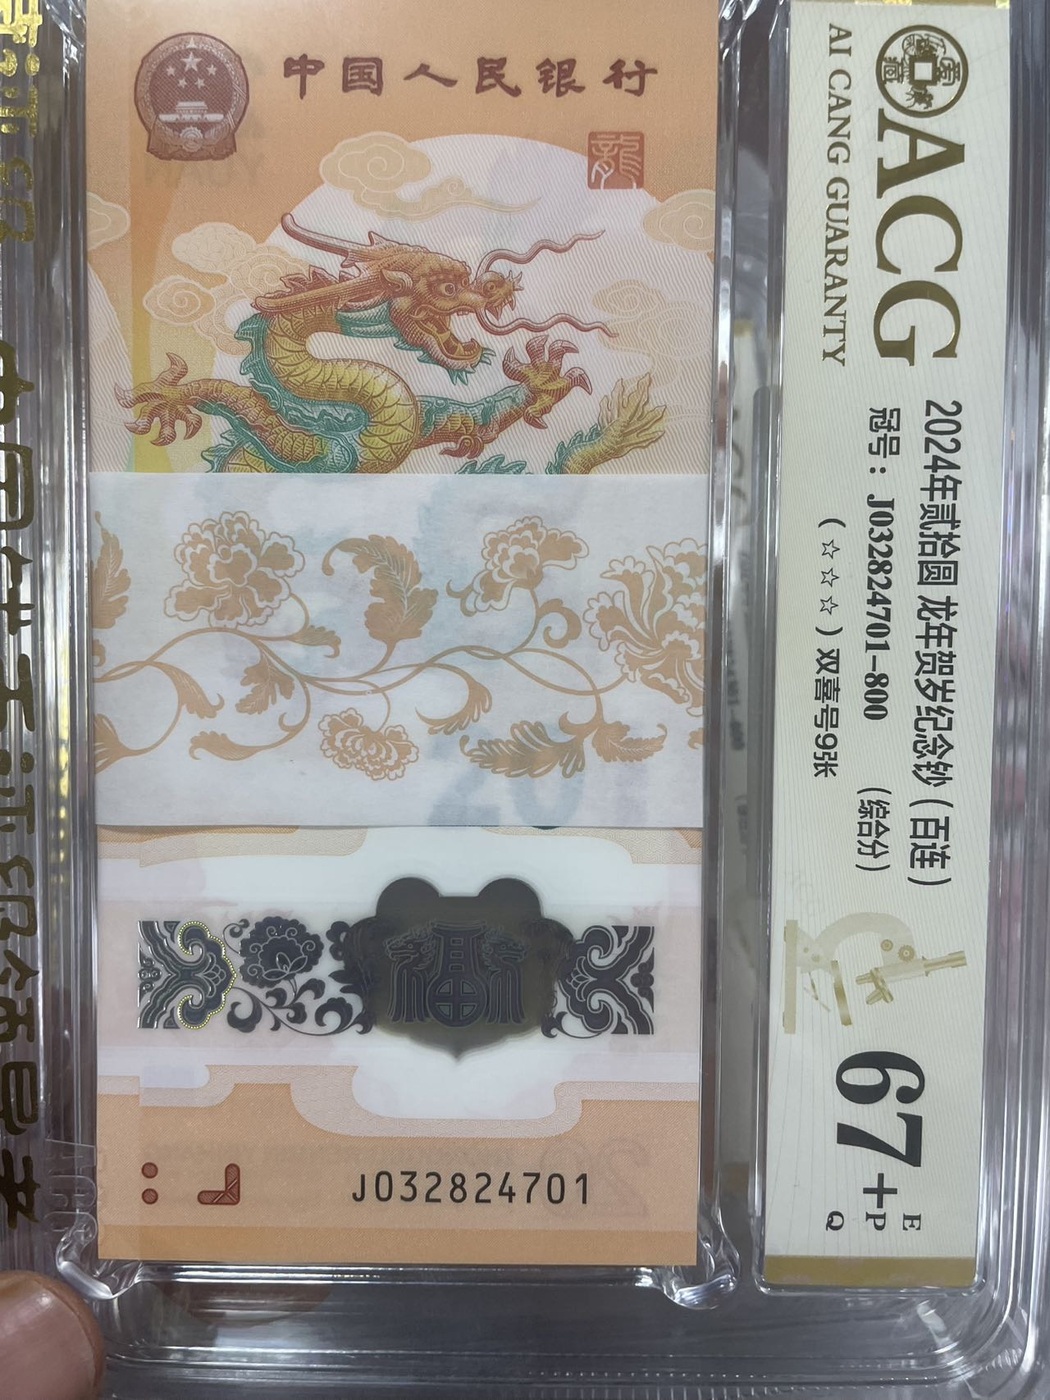 中国人民银行
龍
J032824701
ACG
AI CANG GUARANTY
2024年贰拾圆 龙年贺岁纪念钞（百连）
冠号：J032824701-800 （综合分）
（☆☆☆☆）双喜号9张
67+
E
P
Q